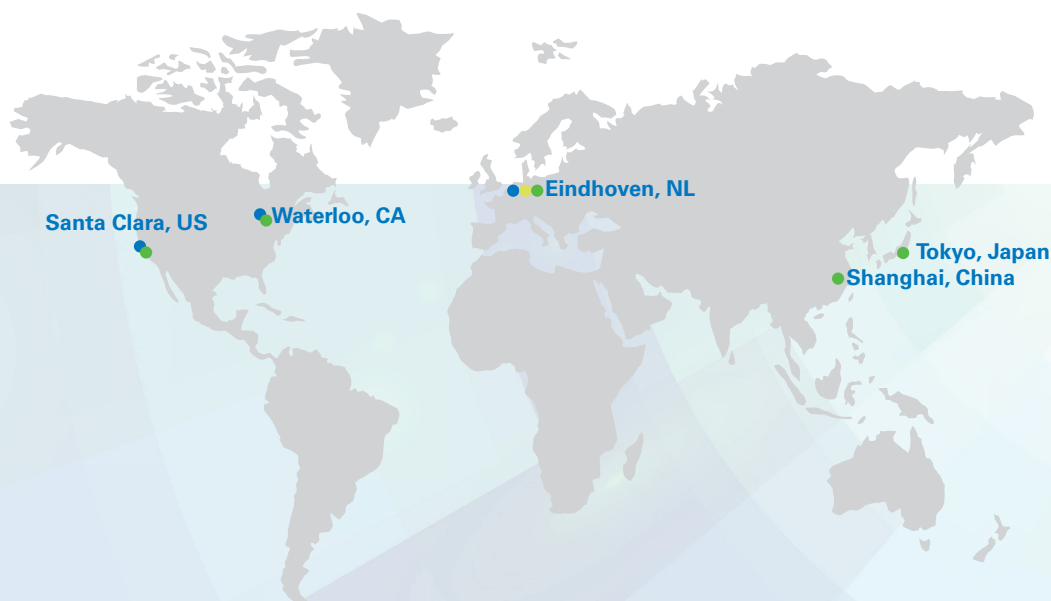 Eindhoven, NL
Waterloo, CA
Santa Clara, US
Tokyo, Japan
Shanghai, China